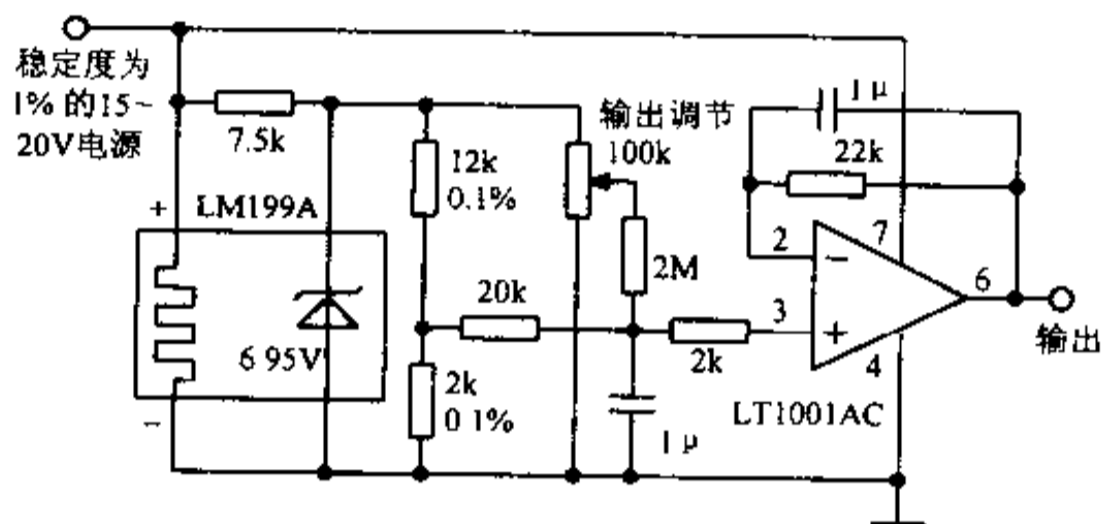 稳定度为
1% 的15~
20V电源
7.5k
12k
0.1%
输出调节
100k
1 μ
22k
+
LM199A
2M
2
7
−
6
20k
3
+
6 95V
2k
4
输出
2k
0 1%
LT1001AC
−
1 μ